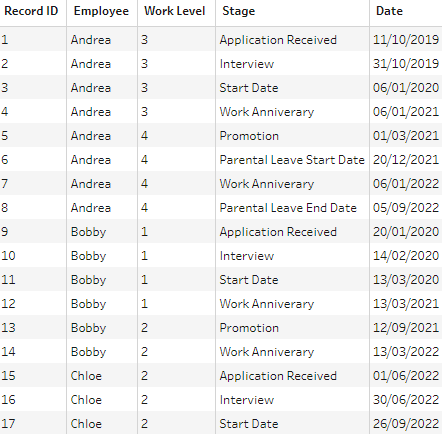 Record ID Employee Work Level Stage Date
1 Andrea 3 Application Received 11/10/2019
2 Andrea 3 Interview 31/10/2019
3 Andrea 3 Start Date 06/01/2020
4 Andrea 3 Work Anniverary 06/01/2021
5 Andrea 4 Promotion 01/03/2021
6 Andrea 4 Parental Leave Start Date 20/12/2021
7 Andrea 4 Work Anniverary 06/01/2022
8 Andrea 4 Parental Leave End Date 05/09/2022
9 Bobby 1 Application Received 20/01/2020
10 Bobby 1 Interview 14/02/2020
11 Bobby 1 Start Date 13/03/2020
12 Bobby 1 Work Anniverary 13/03/2021
13 Bobby 2 Promotion 12/09/2021
14 Bobby 2 Work Anniverary 13/03/2022
15 Chloe 2 Application Received 01/06/2022
16 Chloe 2 Interview 30/06/2022
17 Chloe 2 Start Date 26/09/2022